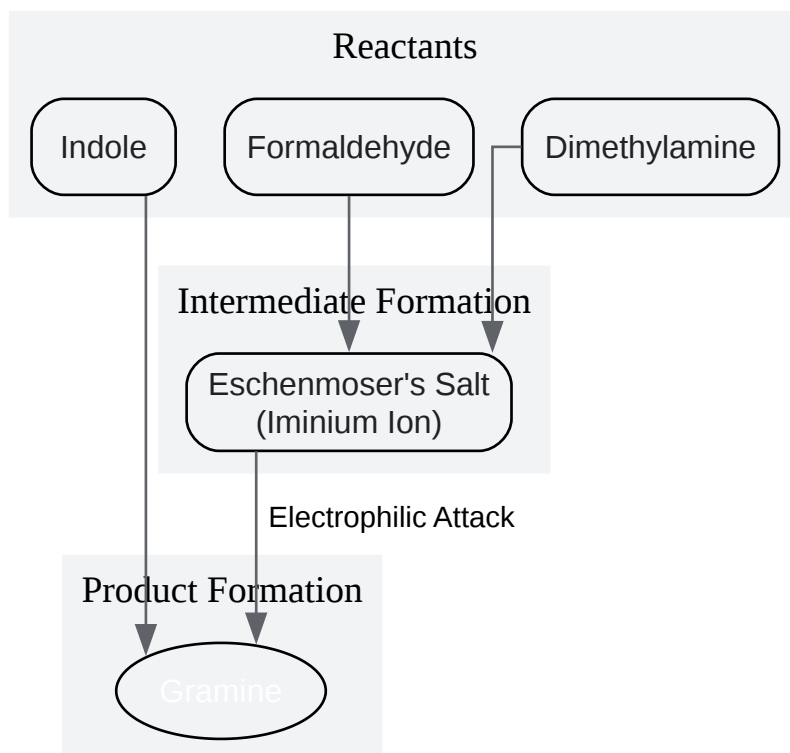 Reactants
Indole
Formaldehyde
Dimethylamine
Intermediate Formation
Eschenmoser's Salt
(Iminium Ion)
Electrophilic Attack
Product Formation
Gramine